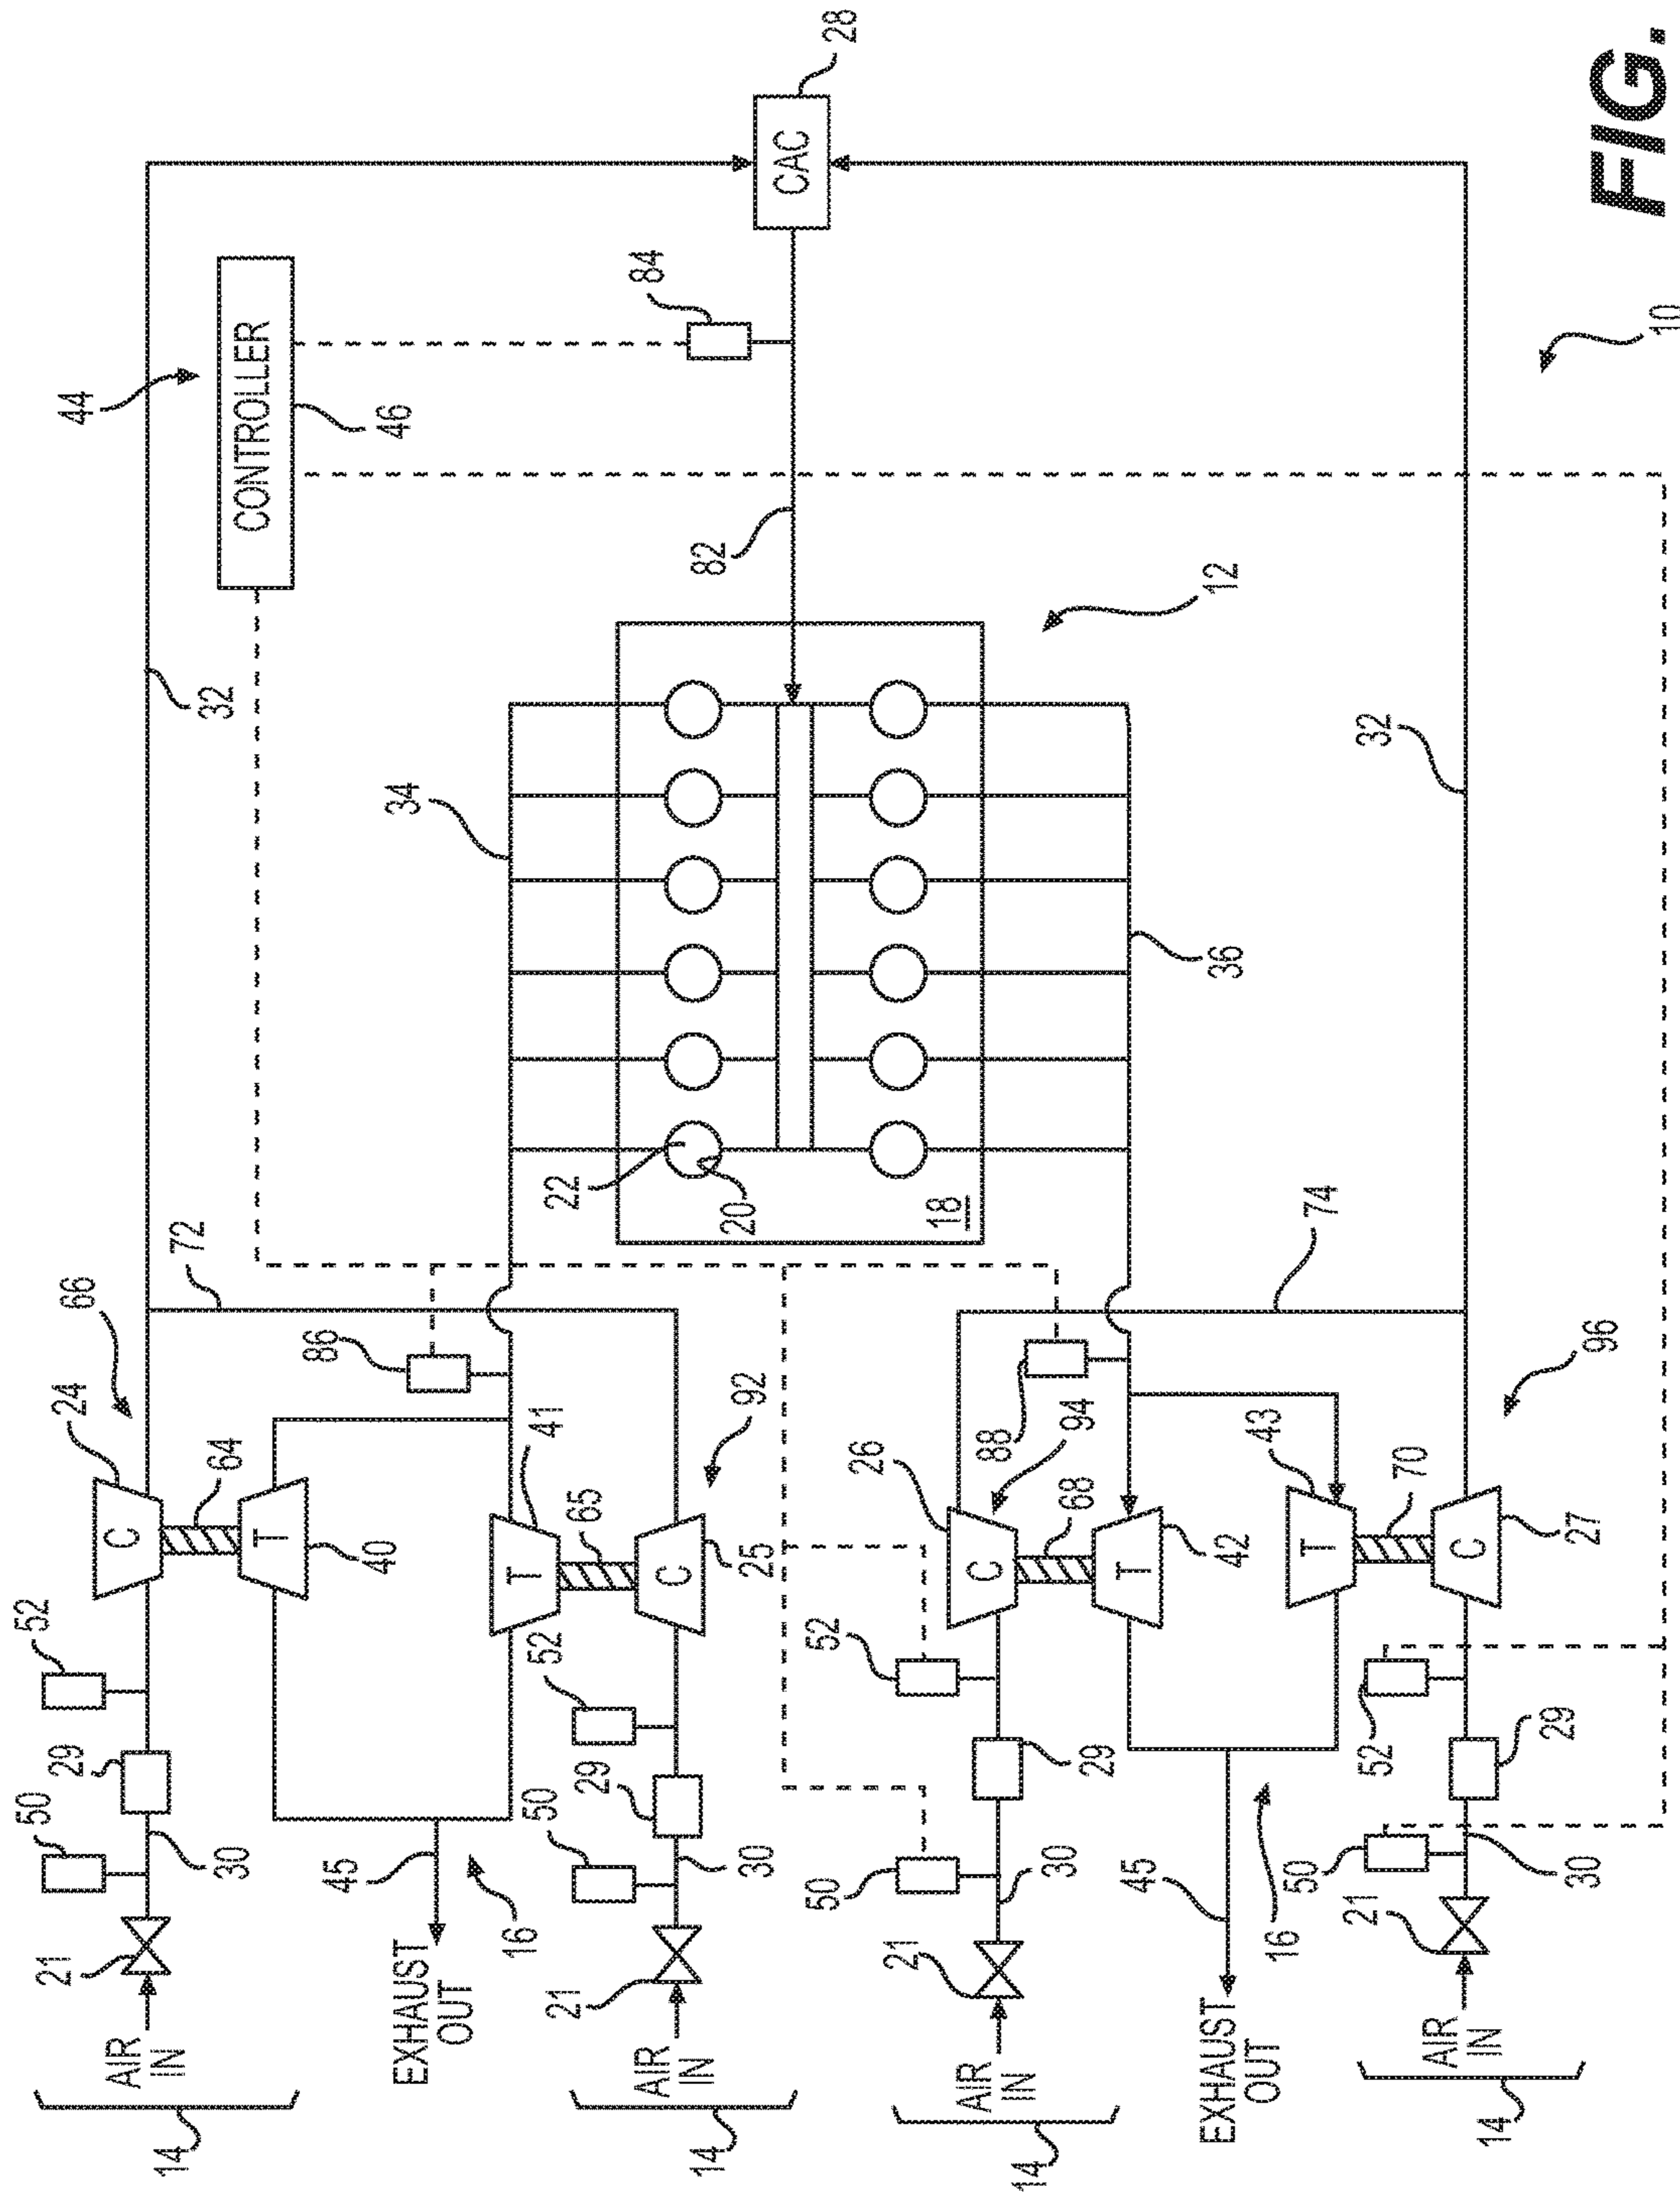 50
52
21
66
44
29
24
C
AIR
IN
14
72
30
64
32
T
CONTROLLER
86
45
40
46
34
EXHAUST
OUT
16
T
41
52
50
21
22
65
29
84
AIR
IN
C
14
82
20
92
30
25
CAC
50
28
26
52
21
18
AIR
IN
C
88
14
30
94
68
29
T
45
12
EXHAUST
OUT
36
42
43
16
50
T
74
21
52
32
70
AIR
IN
C
14
29
27
30
96
FIG.
10